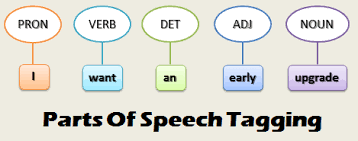 PRON VERB DET ADJ NOUN
I want an early upgrade
Parts Of Speech Tagging